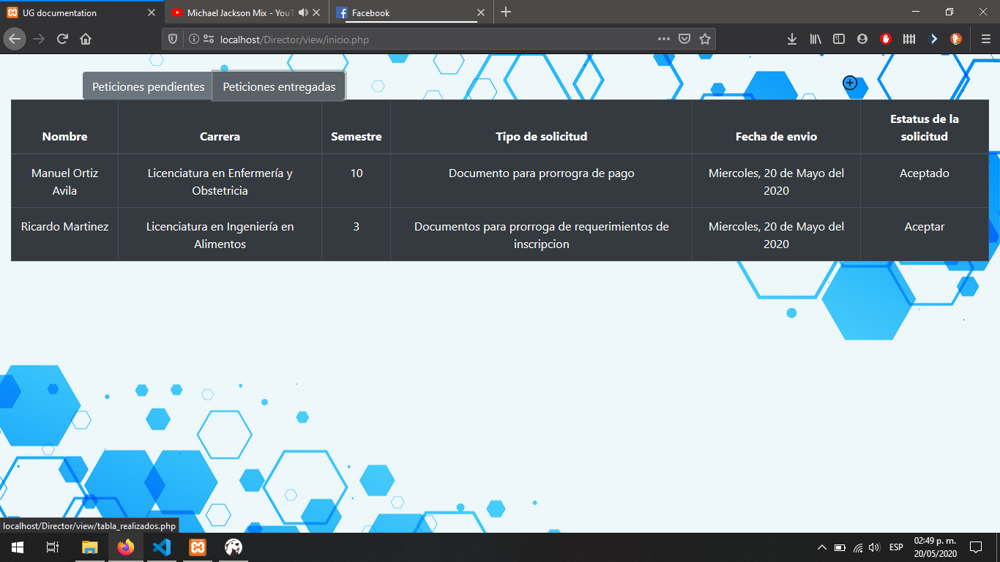 UG documentation
Michael Jackson Mix - YouT
Facebook
localhost/Director/view/inicio.php
Peticiones pendientes
Peticiones entregadas
Nombre
Carrera
Semestre
Tipo de solicitud
Fecha de envio
Estatus de la
solicitud
Manuel Ortiz
Avila
Licenciatura en Enfermería y
Obstetricia
10
Documento para prorrogra de pago
Miercoles, 20 de Mayo del
2020
Aceptado
Ricardo Martinez
Licenciatura en Ingeniería en
Alimentos
3
Documentos para prorroga de requerimientos de
inscripcion
Miercoles, 20 de Mayo del
2020
Aceptar
localhost/Director/view/tabla_realizados.php
ESP
02:49 p. m.
20/05/2020